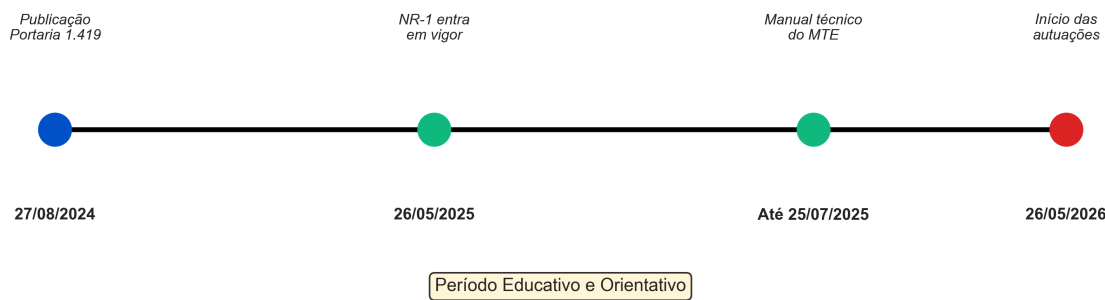 Publicação
Portaria 1.419
NR-1 entra
em vigor
Manual técnico
do MTE
Início das
autuações
27/08/2024
26/05/2025
Até 25/07/2025
26/05/2026
Período Educativo e Orientativo